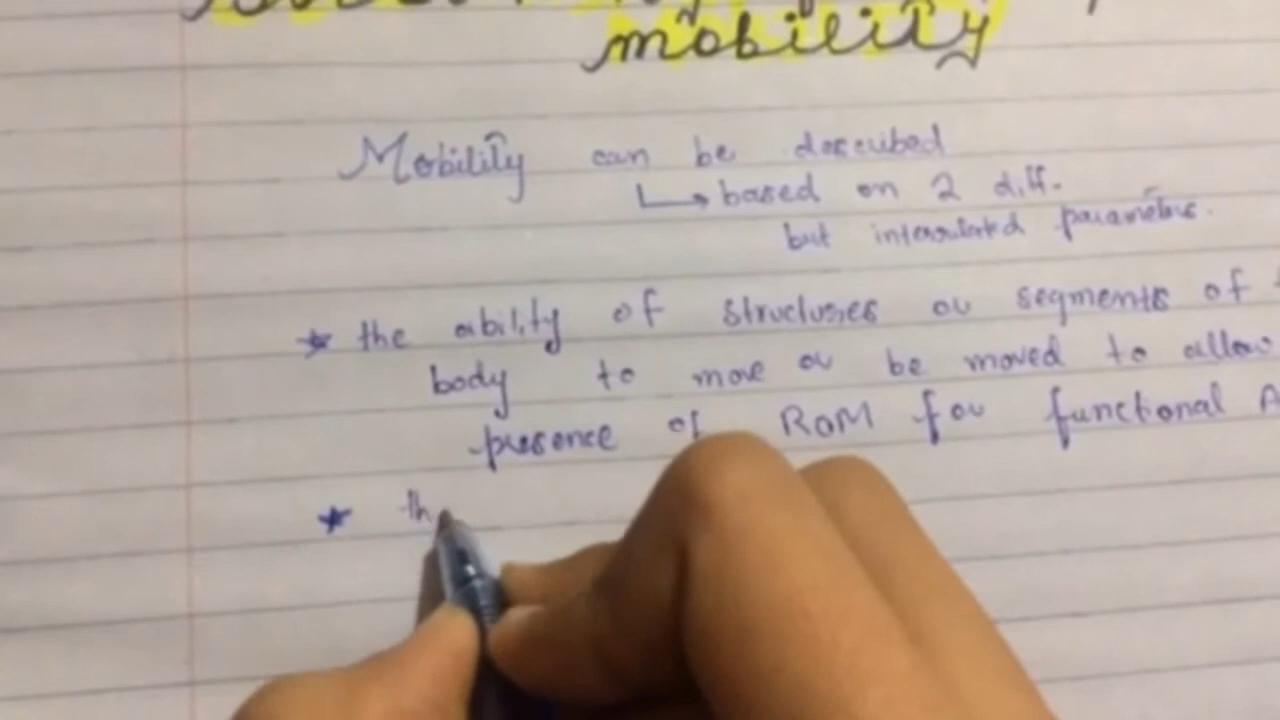 mobility
Mobility can be described
↳ based on 2 diff.
but interrelated parameters.
* the ability of structures or segments of
body to move or be moved to allow
presence of ROM for functional A
* th